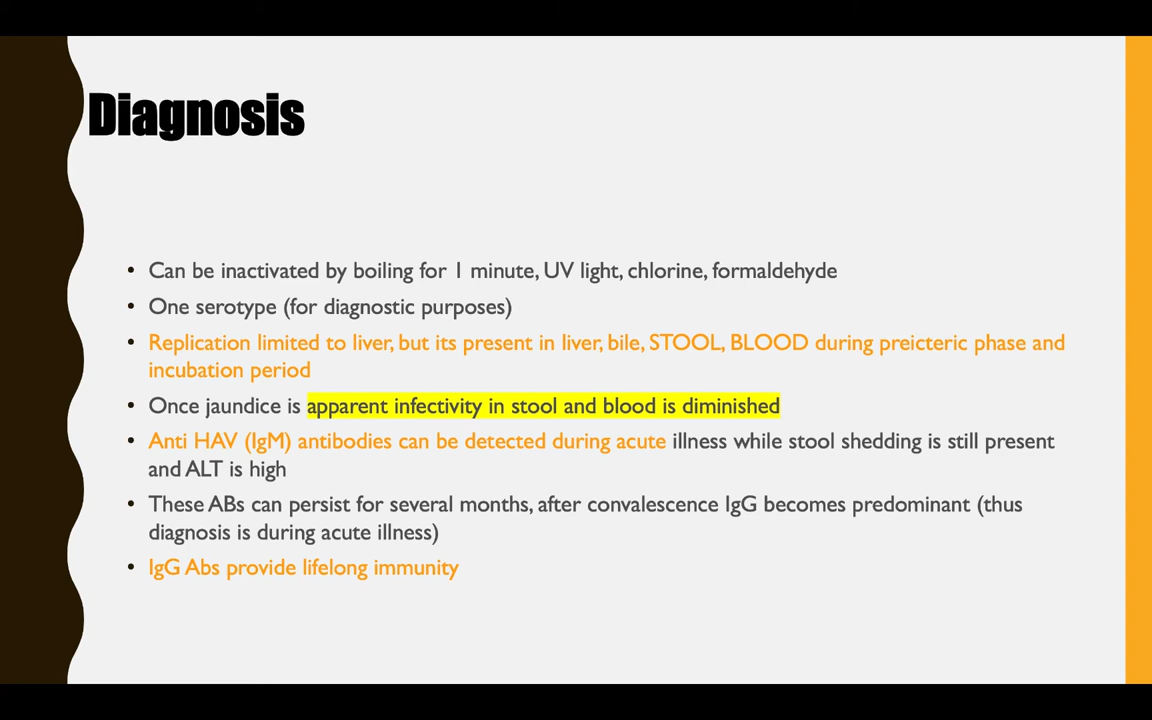 Diagnosis
• Can be inactivated by boiling for 1 minute, UV light, chlorine, formaldehyde
• One serotype (for diagnostic purposes)
• Replication limited to liver, but its present in liver, bile, STOOL, BLOOD during preicteric phase and
incubation period
• Once jaundice is apparent infectivity in stool and blood is diminished
• Anti HAV (IgM) antibodies can be detected during acute illness while stool shedding is still present
and ALT is high
• These ABs can persist for several months, after convalescence IgG becomes predominant (thus
diagnosis is during acute illness)
• IgG Abs provide lifelong immunity